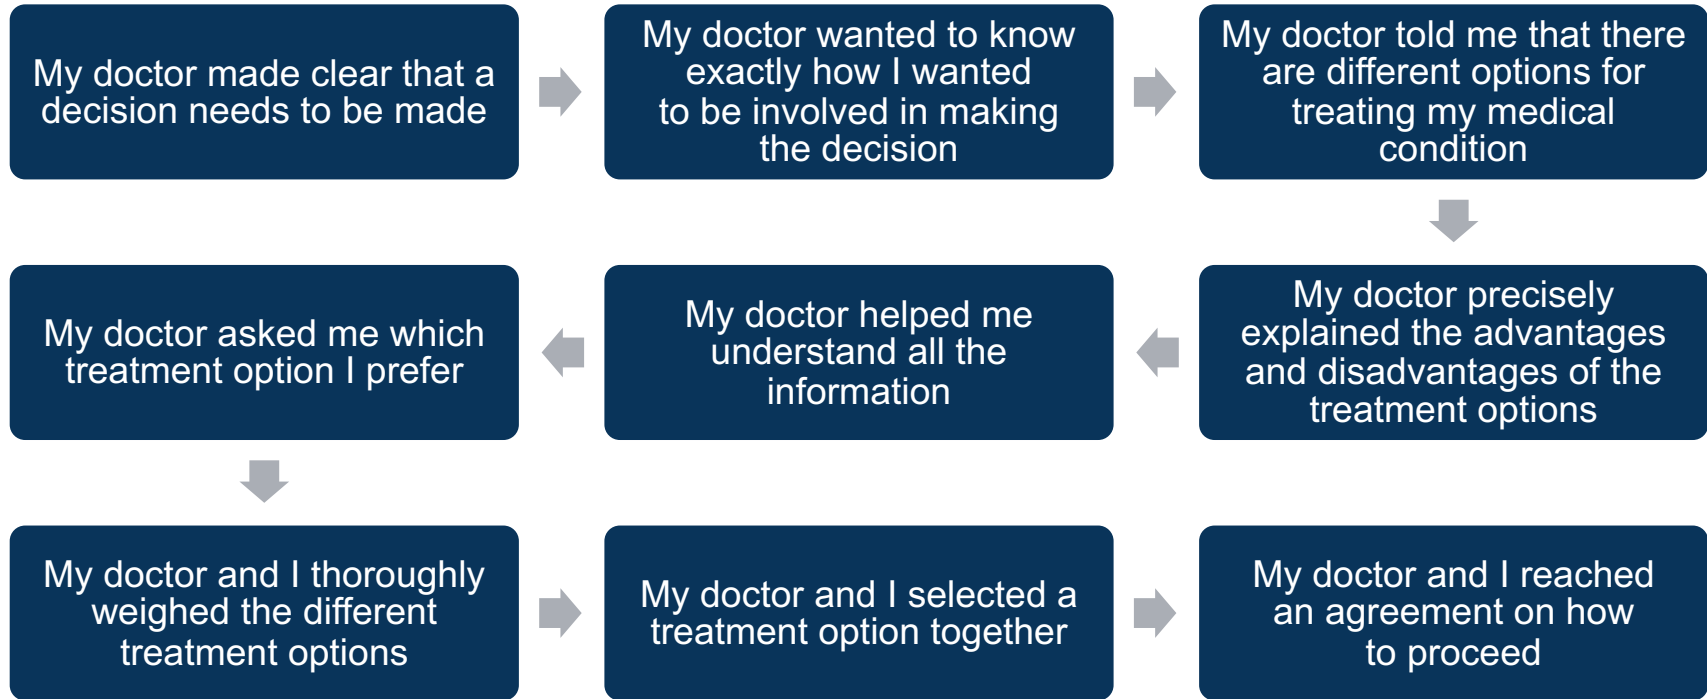 My doctor made clear that a
decision needs to be made
My doctor wanted to know
exactly how I wanted
to be involved in making
the decision
My doctor told me that there
are different options for
treating my medical
condition
My doctor precisely
explained the advantages
and disadvantages of the
treatment options
My doctor helped me
understand all the
information
My doctor asked me which
treatment option I prefer
My doctor and I thoroughly
weighed the different
treatment options
My doctor and I selected a
treatment option together
My doctor and I reached
an agreement on how
to proceed